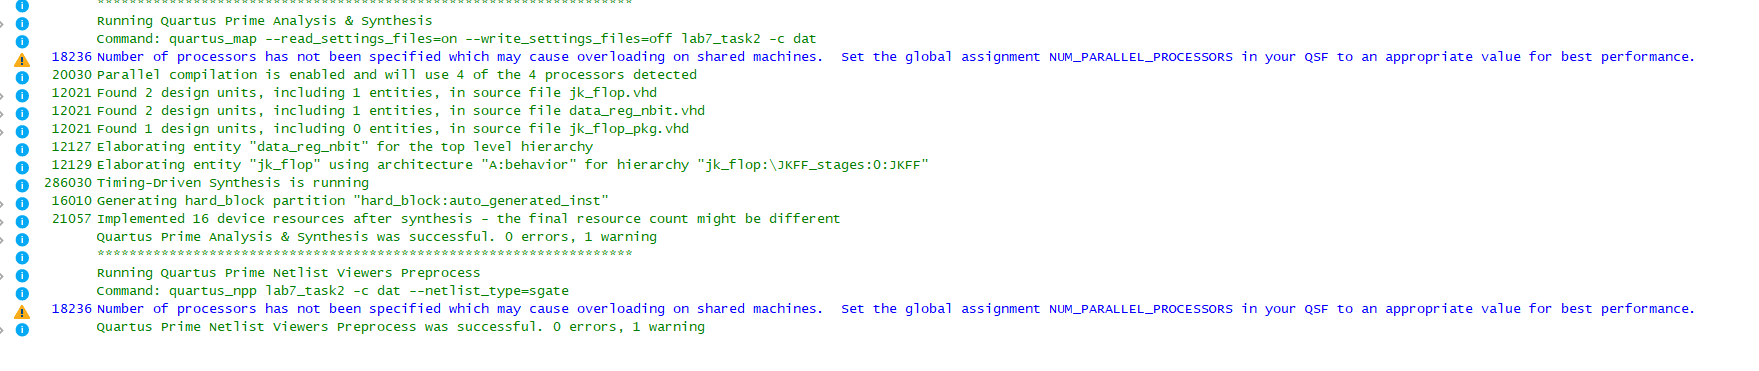 ********************************************************************
Running Quartus Prime Analysis & Synthesis
Command: quartus_map --read_settings_files=on --write_settings_files=off lab7_task2 -c dat
18236 Number of processors has not been specified which may cause overloading on shared machines.  Set the global assignment NUM_PARALLEL_PROCESSORS in your QSF to an appropriate value for best performance.
20030 Parallel compilation is enabled and will use 4 of the 4 processors detected
12021 Found 2 design units, including 1 entities, in source file jk_flop.vhd
12021 Found 2 design units, including 1 entities, in source file data_reg_nbit.vhd
12021 Found 1 design units, including 0 entities, in source file jk_flop_pkg.vhd
12127 Elaborating entity "data_reg_nbit" for the top level hierarchy
12129 Elaborating entity "jk_flop" using architecture "A:behavior" for hierarchy "jk_flop:\JKFF_stages:0:JKFF"
286030 Timing-Driven Synthesis is running
16010 Generating hard_block partition "hard_block:auto_generated_inst"
21057 Implemented 16 device resources after synthesis - the final resource count might be different
Quartus Prime Analysis & Synthesis was successful. 0 errors, 1 warning
********************************************************************
Running Quartus Prime Netlist Viewers Preprocess
Command: quartus_npp lab7_task2 -c dat --netlist_type=sgate
18236 Number of processors has not been specified which may cause overloading on shared machines.  Set the global assignment NUM_PARALLEL_PROCESSORS in your QSF to an appropriate value for best performance.
Quartus Prime Netlist Viewers Preprocess was successful. 0 errors, 1 warning